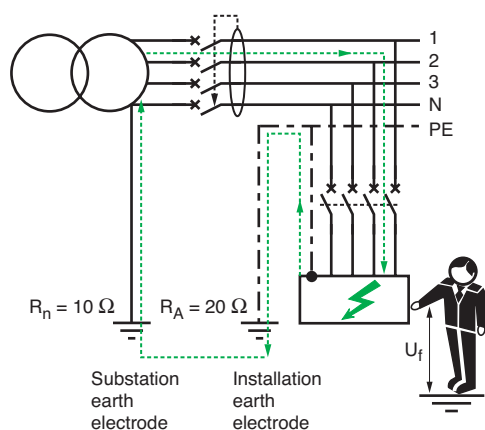 1
2
3
N
PE
Rn = 10 Ω
RA = 20 Ω
Uf
Substation
earth
electrode
Installation
earth
electrode